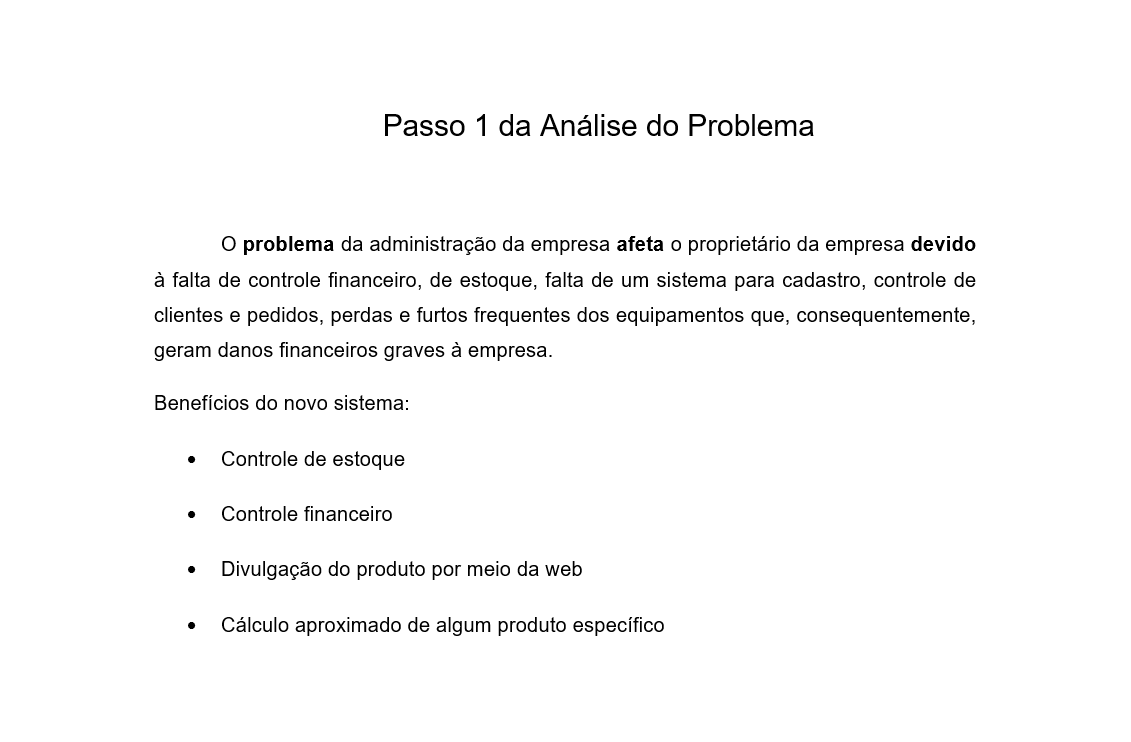 Passo 1 da Análise do Problema
O problema da administração da empresa afeta o proprietário da empresa devido
à falta de controle financeiro, de estoque, falta de um sistema para cadastro, controle de
clientes e pedidos, perdas e furtos frequentes dos equipamentos que, consequentemente,
geram danos financeiros graves à empresa.
Benefícios do novo sistema:
• Controle de estoque
• Controle financeiro
• Divulgação do produto por meio da web
• Cálculo aproximado de algum produto específico